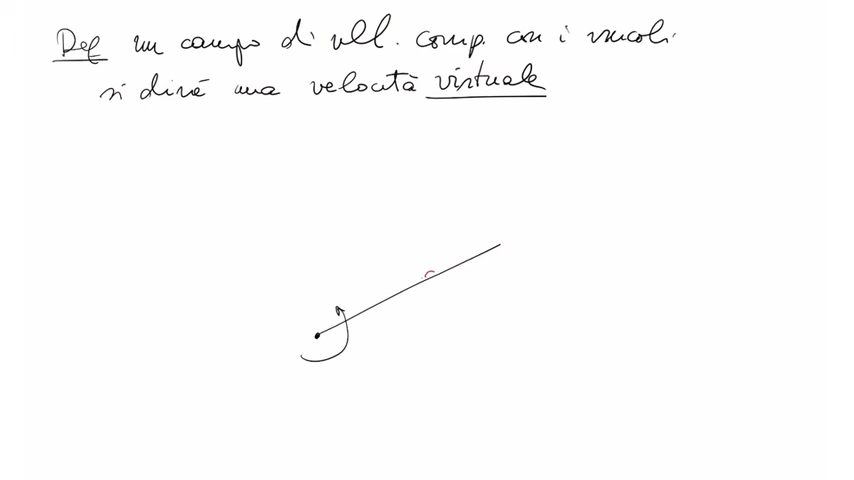 Def un campo di vel. comp. con i vincoli
si dirà una velocità virtuale